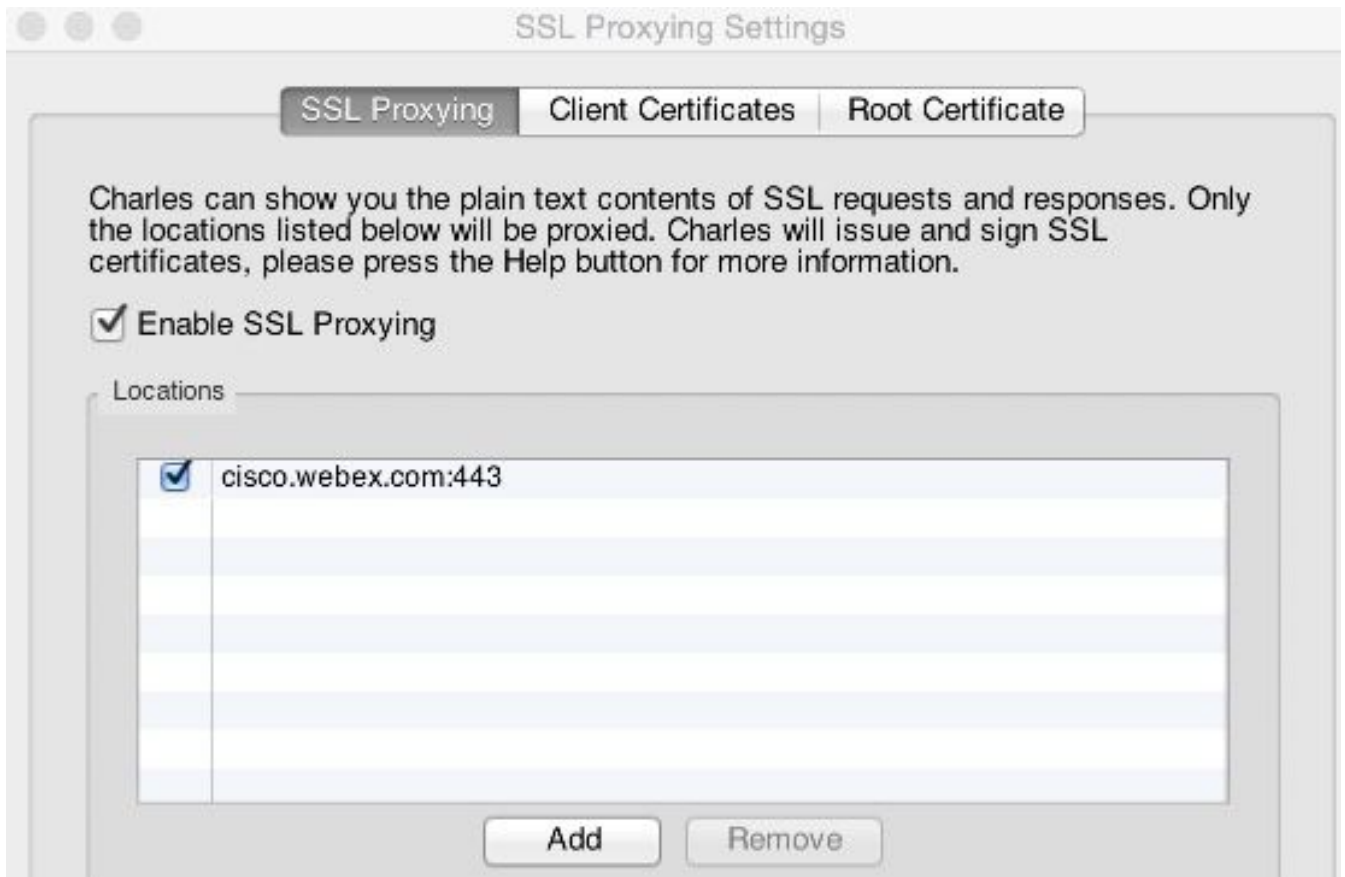 SSL Proxying Settings
SSL Proxying
Client Certificates
Root Certificate
Charles can show you the plain text contents of SSL requests and responses. Only
the locations listed below will be proxied. Charles will issue and sign SSL
certificates, please press the Help button for more information.
Enable SSL Proxying
Locations
cisco.webex.com:443
Add
Remove